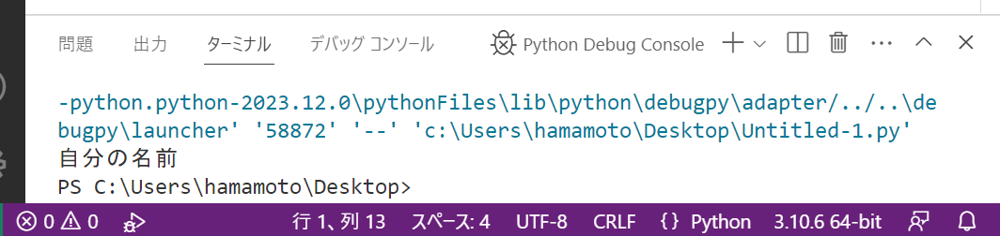 問題 出力 ターミナル デバッグ コンソール Python Debug Console
-python.python-2023.12.0\pythonFiles\lib\python\debugpy\adapter/../..\de
bugpy\launcher' '58872' '--' 'c:\Users\hamamoto\Desktop\Untitled-1.py'
自分の名前
PS C:\Users\hamamoto\Desktop>
0 0 行 1、列 13 スペース: 4 UTF-8 CRLF {} Python 3.10.6 64-bit